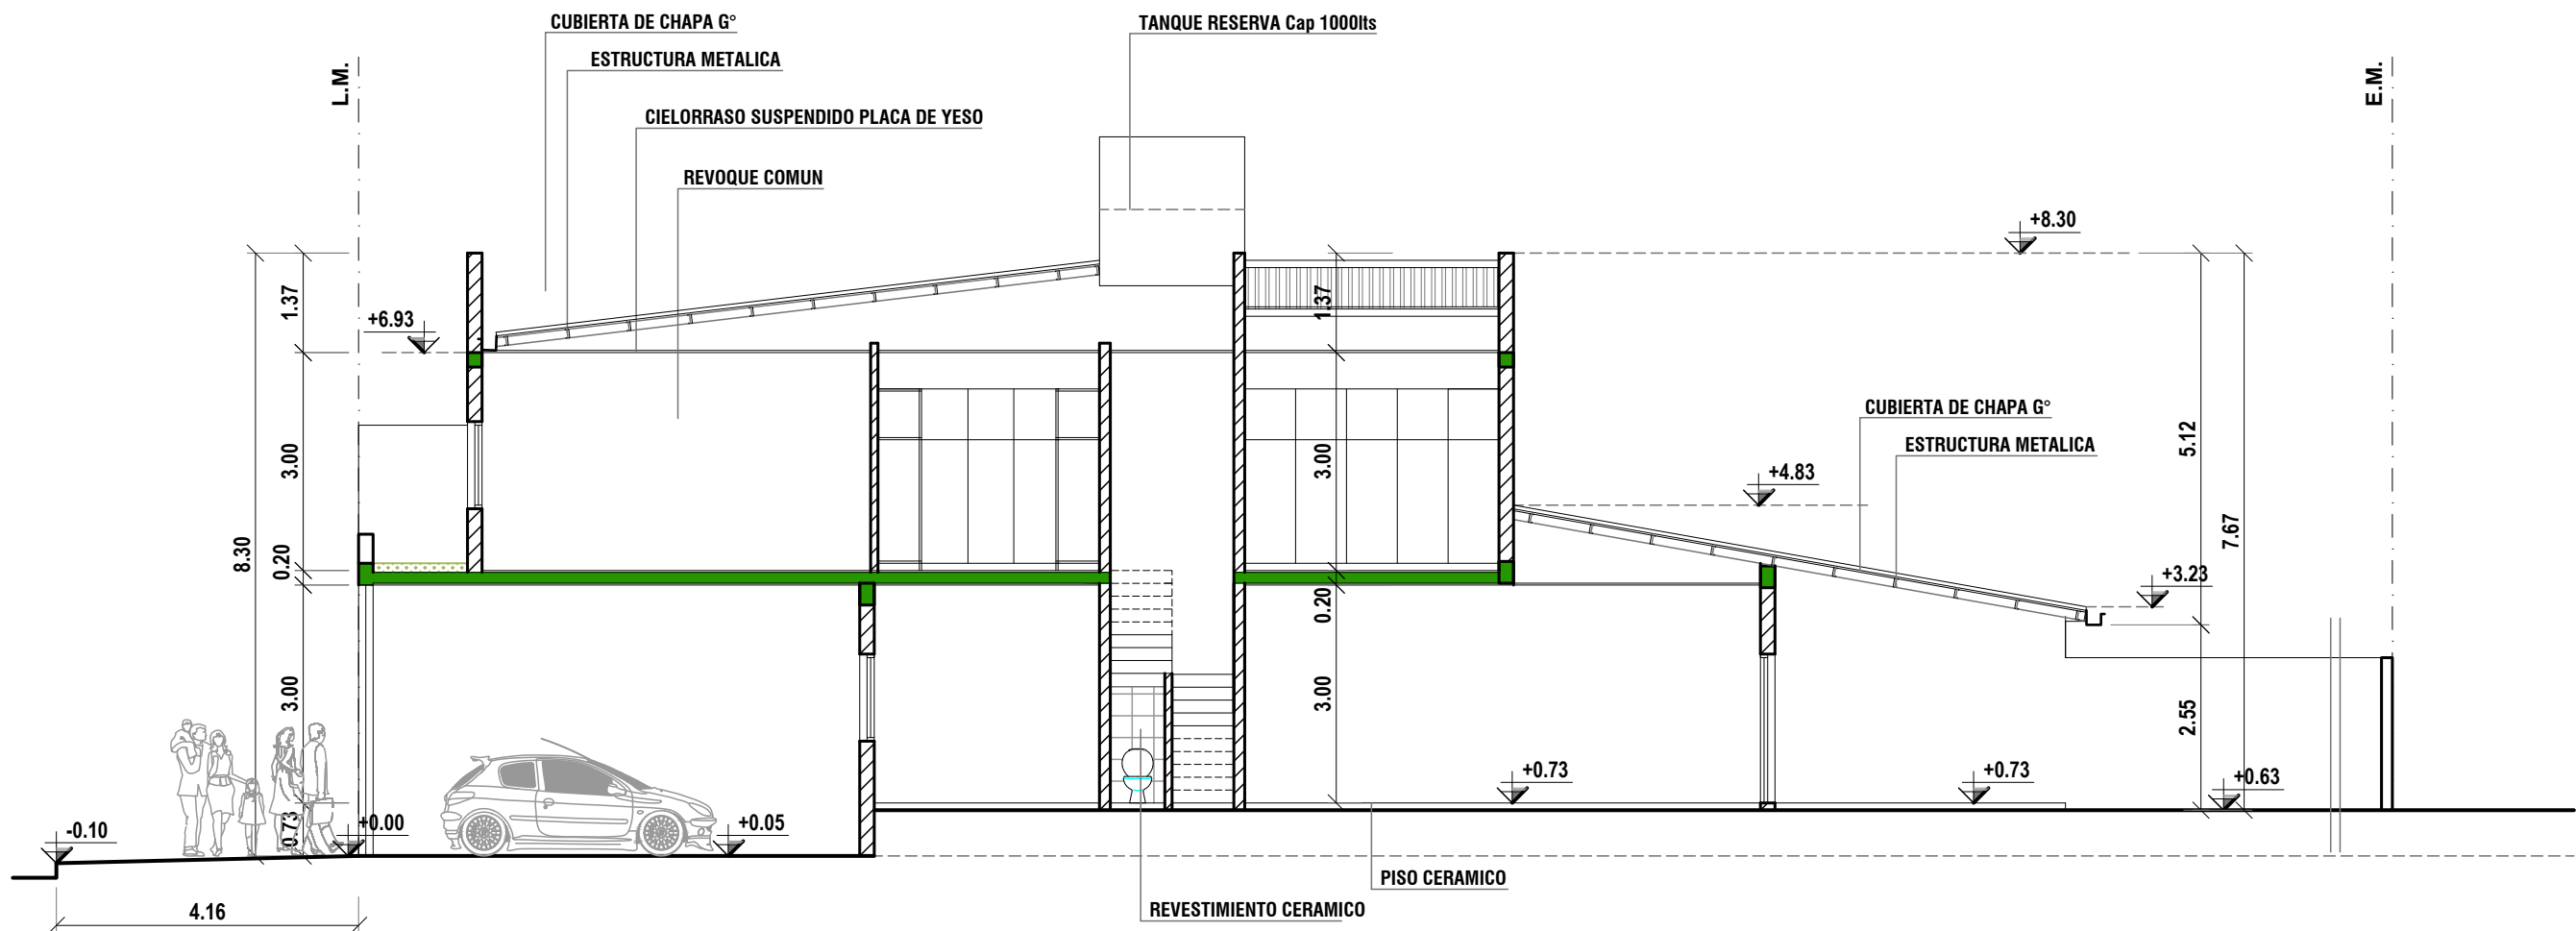 CUBIERTA DE CHAPA G°
TANQUE RESERVA Cap 1000lts
ESTRUCTURA METALICA
L.M.
E.M.
CIELORRASO SUSPENDIDO PLACA DE YESO
REVOQUE COMUN
+8.30
1.37
1.37
+6.93
CUBIERTA DE CHAPA G°
5.12
ESTRUCTURA METALICA
3.00
3.00
+4.83
7.67
8.30
0.20
+3.23
0.20
3.00
3.00
2.55
+0.73
+0.73
+0.63
-0.10
0.73
+0.00
+0.05
PISO CERAMICO
4.16
REVESTIMIENTO CERAMICO